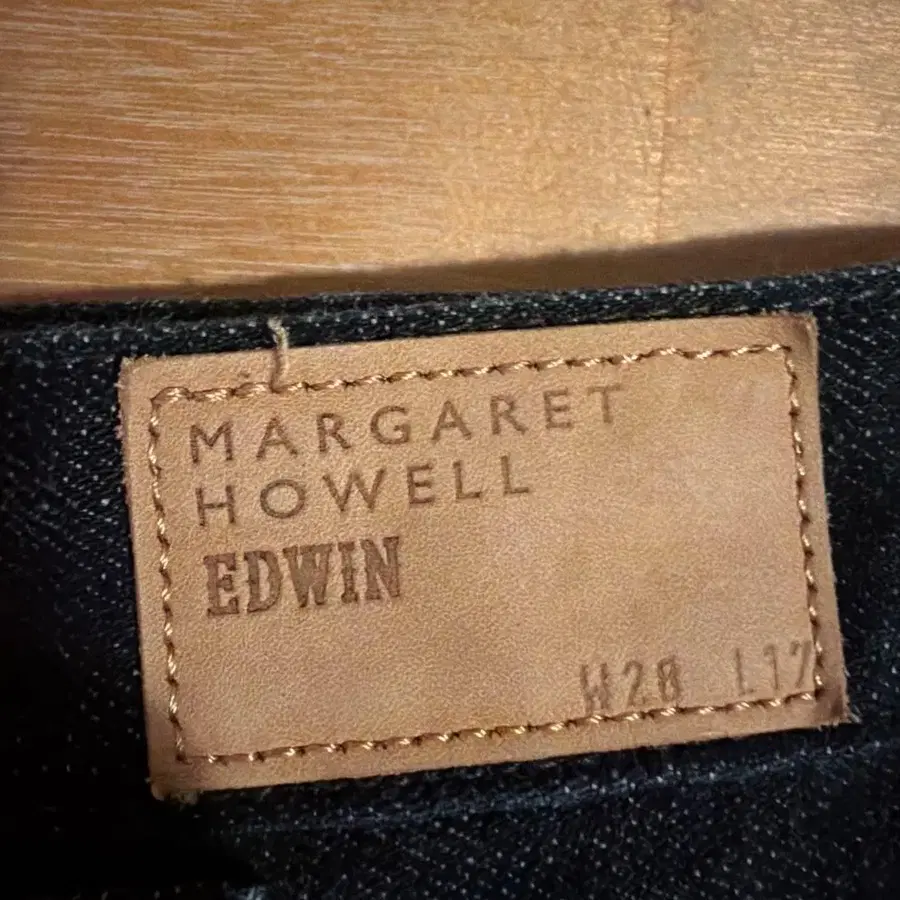 MARGARET
HOWELL
EDWIN
W28 L17